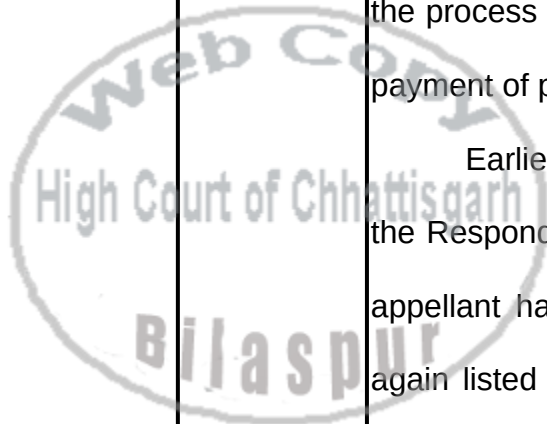 the process
payment of p
Earlie
the Respond
appellant ha
again listed
Web Copy
High Court of Chhattisgarh
Bilaspur